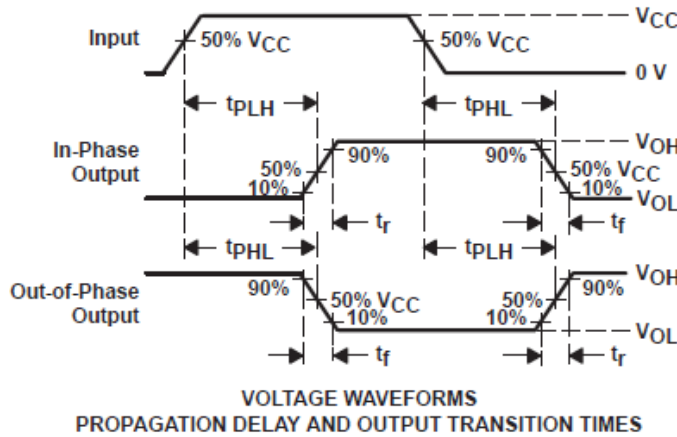 VCC
Input
50% VCC
50% VCC
0 V
tPLH
tPHL
In-Phase
Output
VOH
90%
90%
50%
50% VCC
10%
10%
VOL
tr
tf
tPHL
tPLH
Out-of-Phase
Output
VOH
90%
90%
50% VCC
50%
10%
10%
VOL
tf
tr
VOLTAGE WAVEFORMS
PROPAGATION DELAY AND OUTPUT TRANSITION TIMES